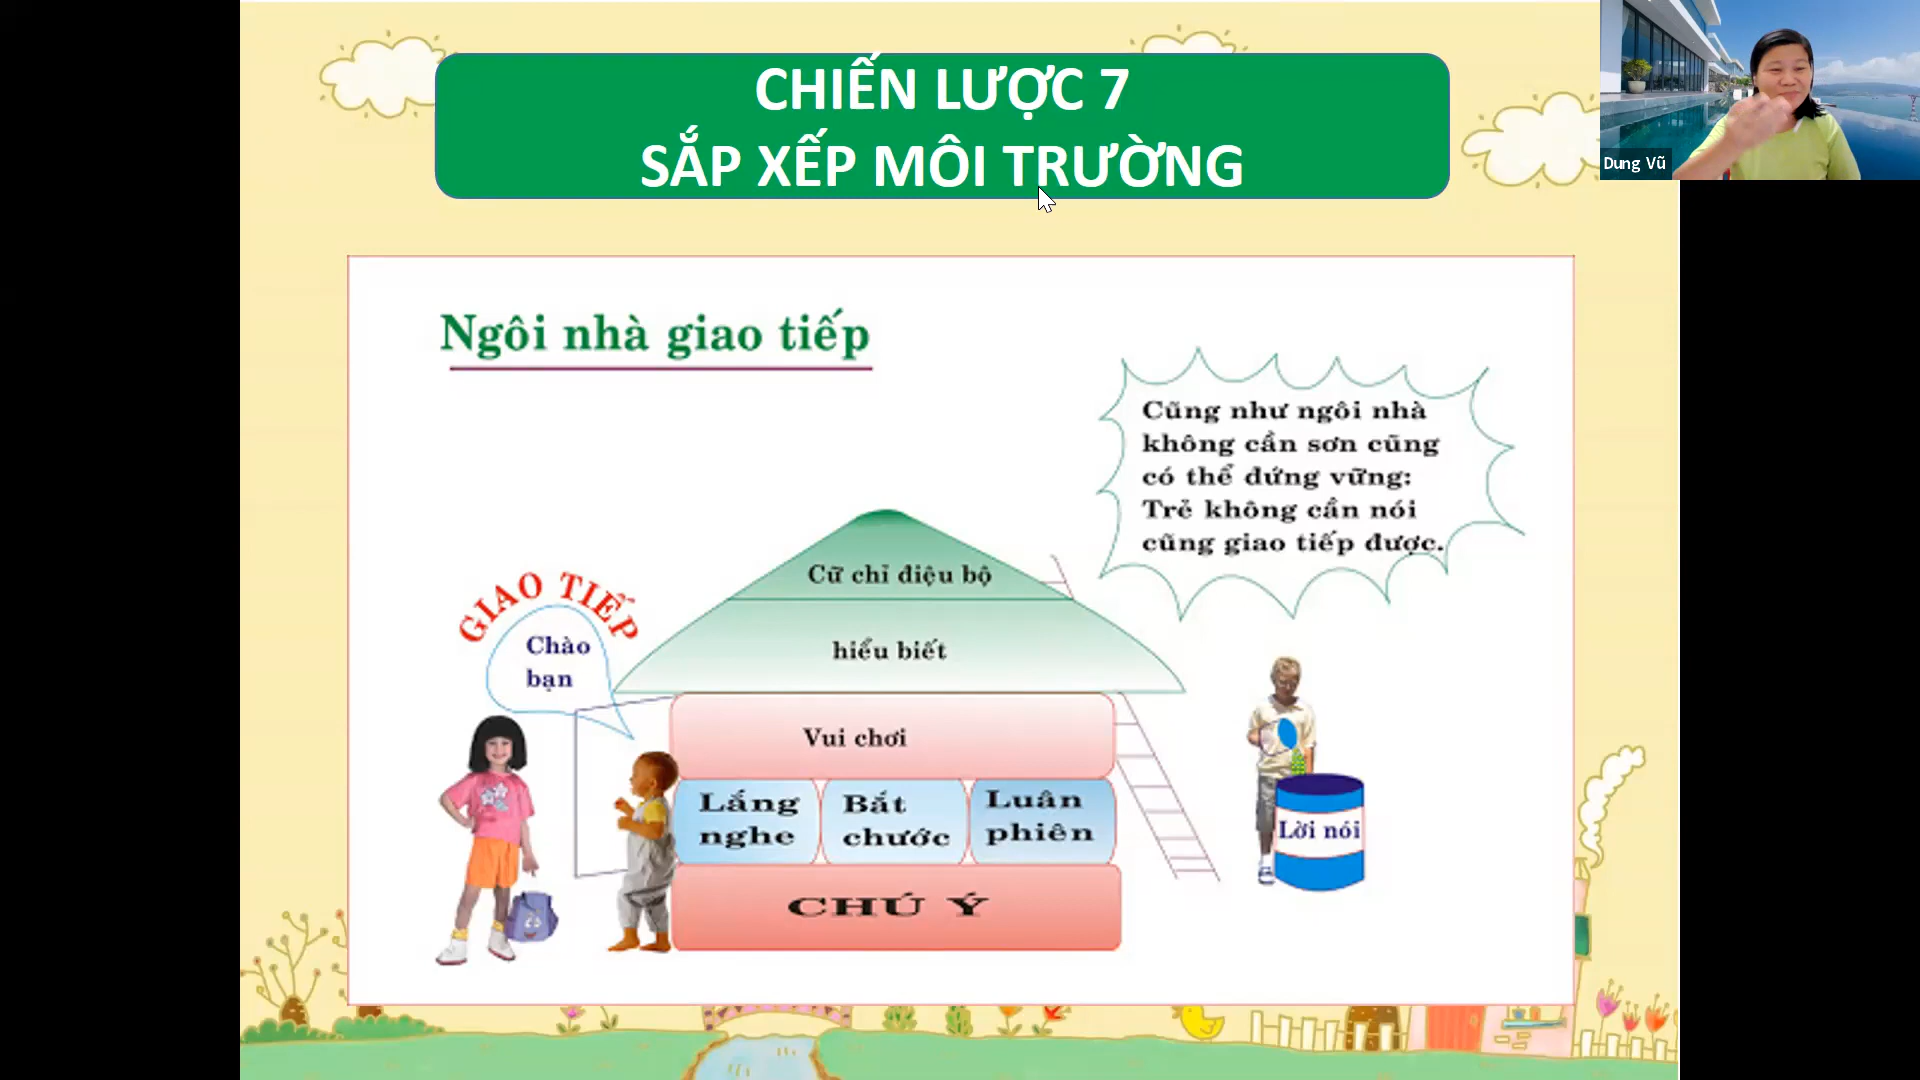 CHIẾN LƯỢC 7
SẮP XẾP MÔI TRƯỜNG
Dung Vũ
Ngôi nhà giao tiếp
Cũng như ngôi nhà
không cần sơn cũng
có thể đứng vững:
Trẻ không cần nói
cũng giao tiếp được.
Cữ chỉ điệu bộ
hiểu biết
GIAO TIẾP
Chào
bạn
Vui chơi
Lắng
nghe
Bắt
chước
Luân
phiên
Lời nói
CHÚ Ý